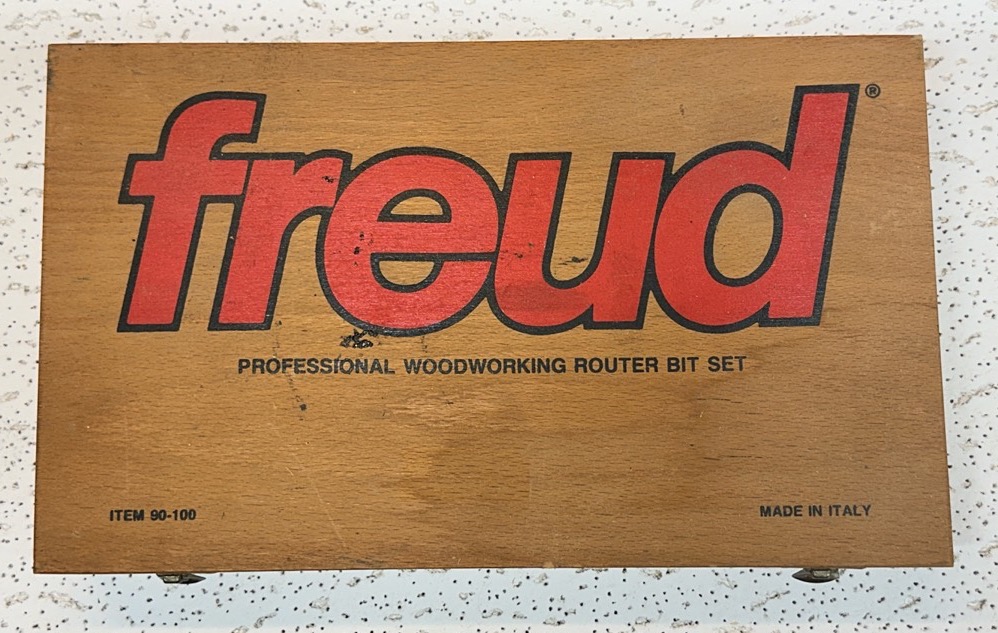 freud®
PROFESSIONAL WOODWORKING ROUTER BIT SET
ITEM 90-100
MADE IN ITALY